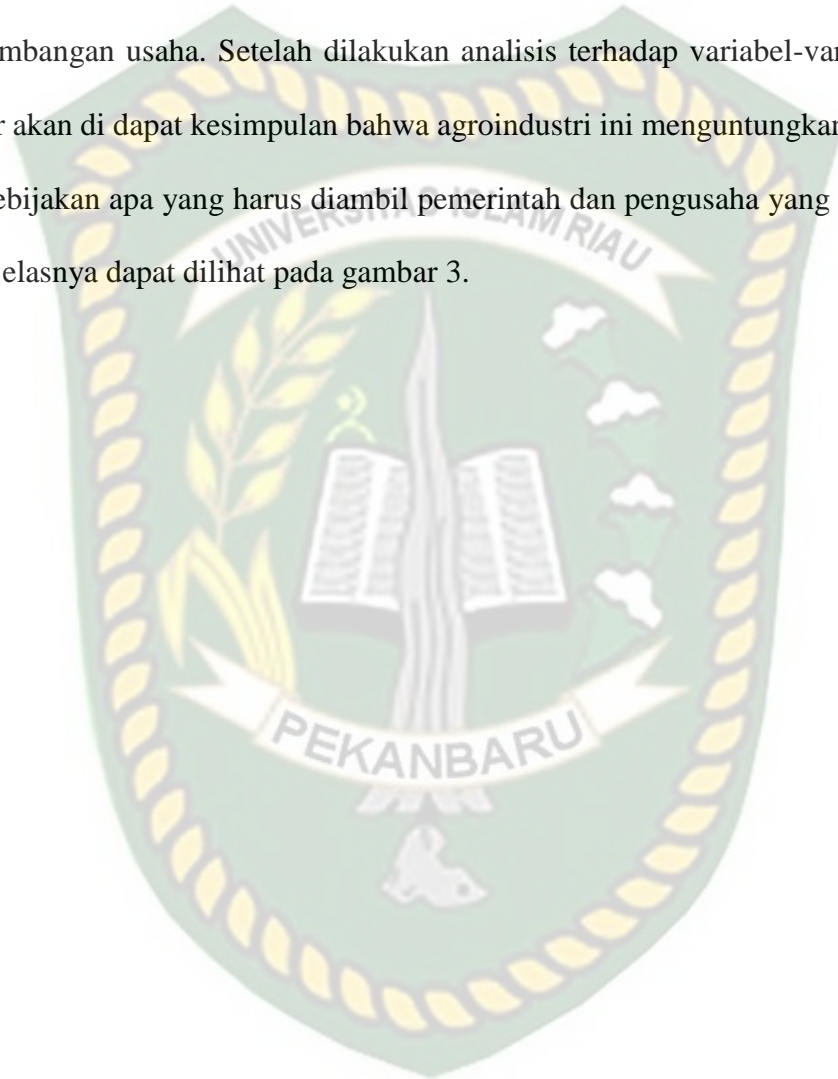 mbangan usaha. Setelah dilakukan analisis terhadap variabel-var
r akan di dapat kesimpulan bahwa agroindustri ini menguntungkan
ebijakan apa yang harus diambil pemerintah dan pengusaha yang
elasnya dapat dilihat pada gambar 3.
UNIVERSITAS ISLAM RIAU
PEKANBARU